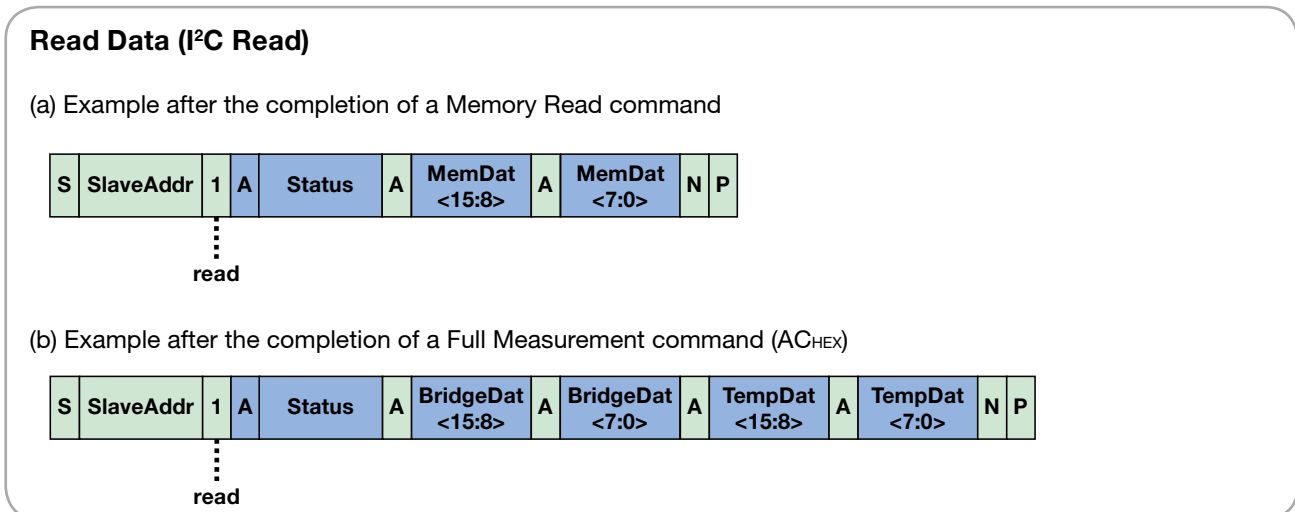 Read Data (I²C Read)
(a) Example after the completion of a Memory Read command
S SlaveAddr 1 A Status A MemDat <15:8> A MemDat <7:0> N P
read
(b) Example after the completion of a Full Measurement command (ACHEX)
S SlaveAddr 1 A Status A BridgeDat <15:8> A BridgeDat <7:0> A TempDat <15:8> A TempDat <7:0> N P
read